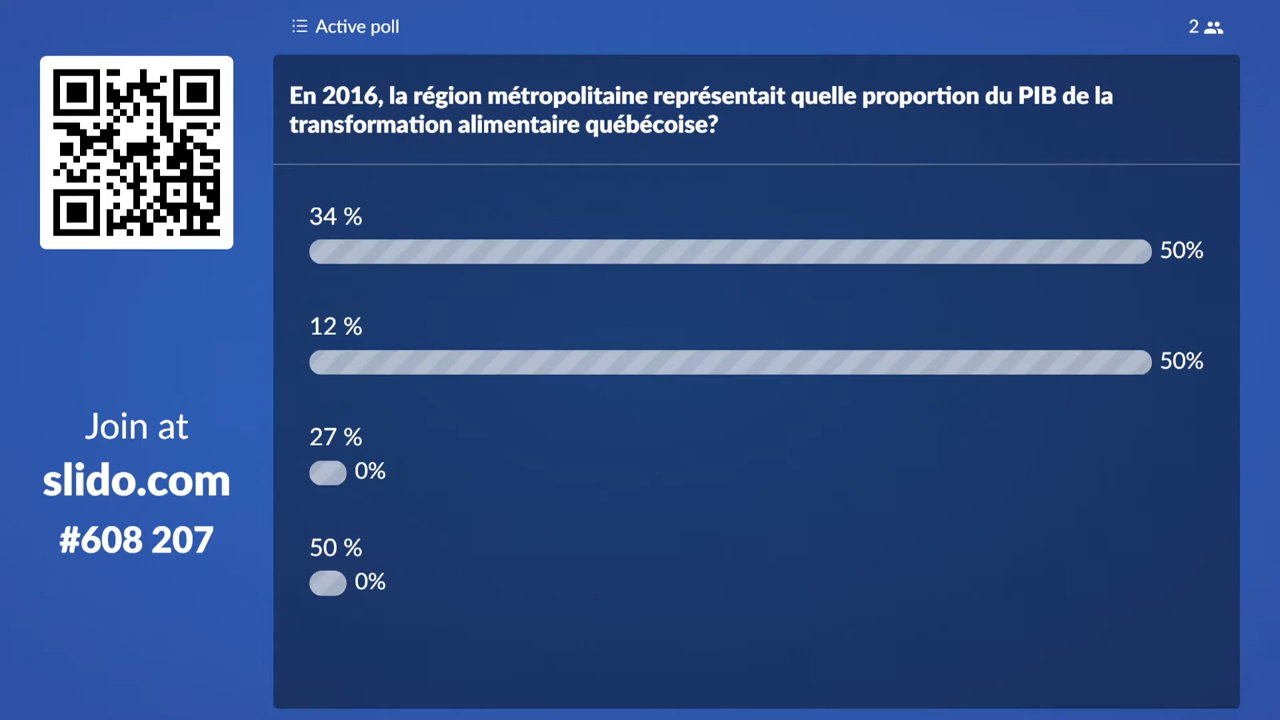 Active poll
2
En 2016, la région métropolitaine représentait quelle proportion du PIB de la
transformation alimentaire québécoise?
34 %
50%
12 %
50%
27 %
0%
50 %
0%
Join at
slido.com
#608 207